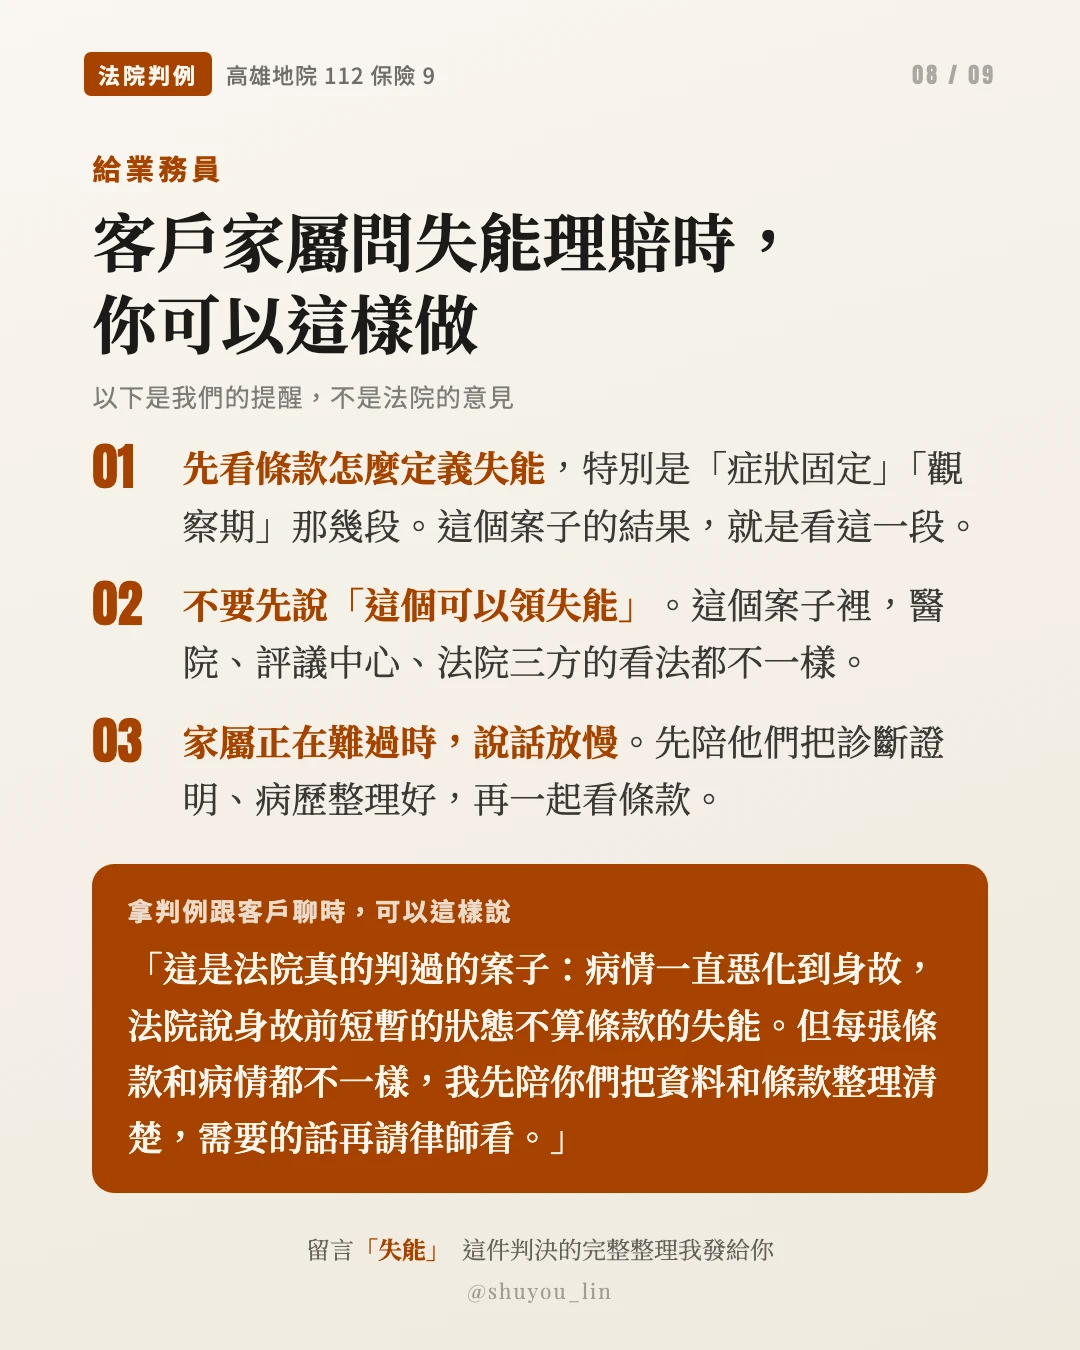 法院判例 高雄地院 112 保險 9 08 / 09
給業務員
客戶家屬問失能理賠時，
你可以這樣做
以下是我們的提醒，不是法院的意見
01 先看條款怎麼定義失能，特別是「症狀固定」「觀
察期」那幾段。這個案子的結果，就是看這一段。
02 不要先說「這個可以領失能」。這個案子裡，醫
院、評議中心、法院三方的看法都不一樣。
03 家屬正在難過時，說話放慢。先陪他們把診斷證
明、病歷整理好，再一起看條款。
拿判例跟客戶聊時，可以這樣說
「這是法院真的判過的案子：病情一直惡化到身故，
法院說身故前短暫的狀態不算條款的失能。但每張條
款和病情都不一樣，我先陪你們把資料和條款整理清
楚，需要的話再請律師看。」
留言「失能」 這件判決的完整整理我發給你
@shuyou_lin